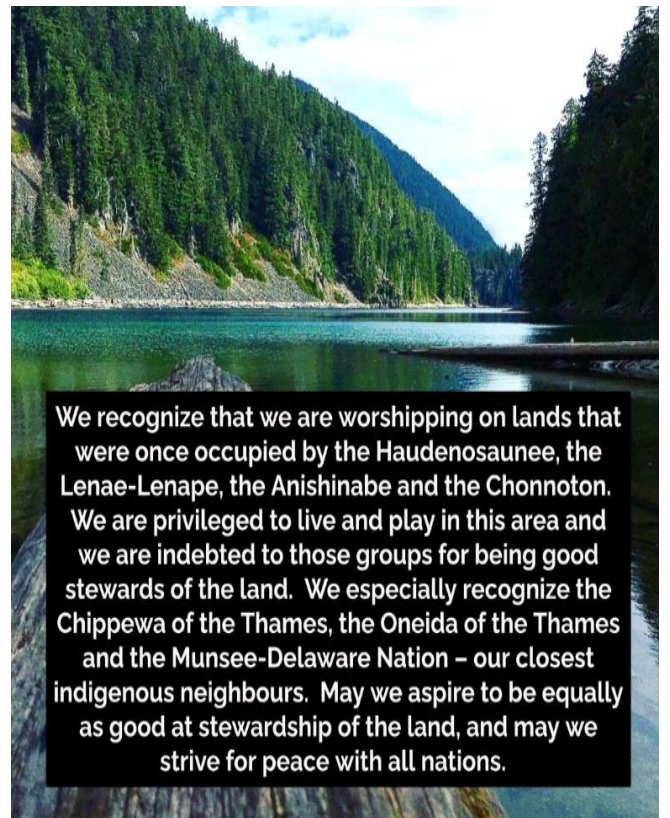 We recognize that we are worshipping on lands that
were once occupied by the Haudenosaunee, the
Lenae-Lenape, the Anishinabe and the Chonnoton.
We are privileged to live and play in this area and
we are indebted to those groups for being good
stewards of the land.  We especially recognize the
Chippewa of the Thames, the Oneida of the Thames
and the Munsee-Delaware Nation – our closest
indigenous neighbours.  May we aspire to be equally
as good at stewardship of the land, and may we
strive for peace with all nations.